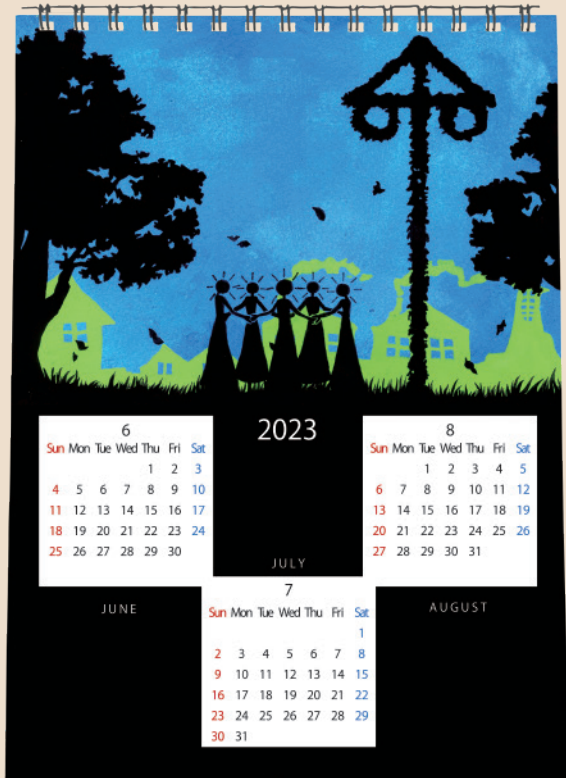 2023
6
Sun Mon Tue Wed Thu Fri Sat
1 2 3
4 5 6 7 8 9 10
11 12 13 14 15 16 17
18 19 20 21 22 23 24
25 26 27 28 29 30
JUNE
JULY
7
Sun Mon Tue Wed Thu Fri Sat
1
2 3 4 5 6 7 8
9 10 11 12 13 14 15
16 17 18 19 20 21 22
23 24 25 26 27 28 29
30 31
8
Sun Mon Tue Wed Thu Fri Sat
1 2 3 4 5
6 7 8 9 10 11 12
13 14 15 16 17 18 19
20 21 22 23 24 25 26
27 28 29 30 31
AUGUST